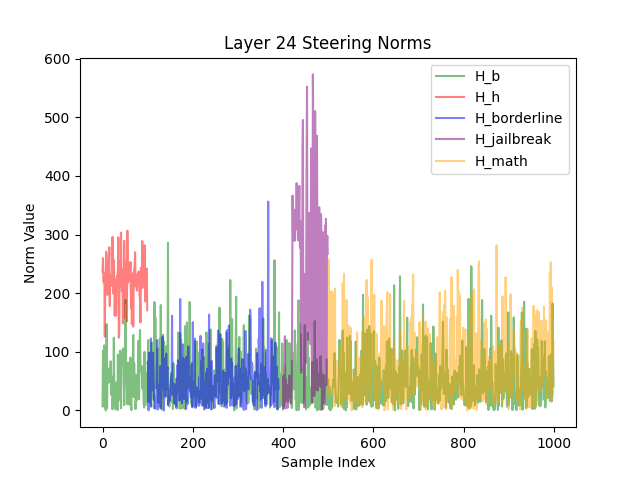 Layer 24 Steering Norms
600
500
400
300
200
100
0
Norm Value
H_b
H_h
H_borderline
H_jailbreak
H_math
0
200
400
600
800
1000
Sample Index